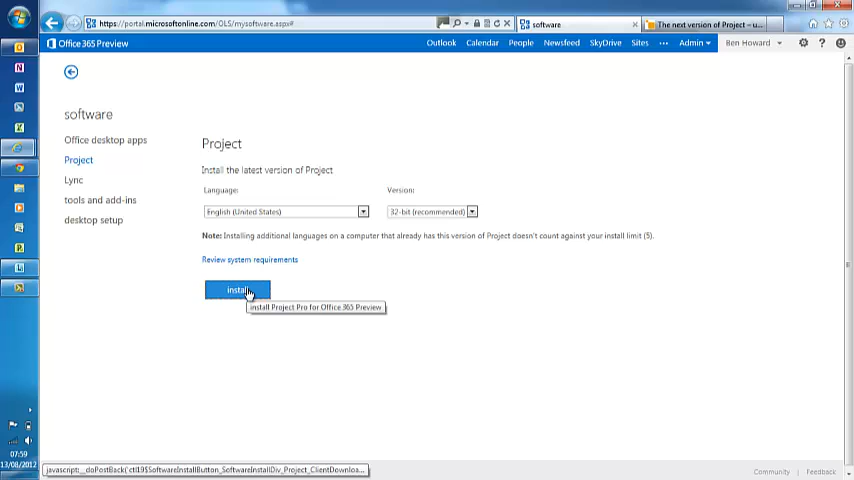 https://portal.microsoftonline.com/OLS/mysoftware.aspx#
software
The next version of Project – u...
Office 365 Preview
Outlook Calendar People Newsfeed SkyDrive Sites ... Admin Ben Howard ?
software
Office desktop apps
Project
Lync
tools and add-ins
desktop setup
Project
Install the latest version of Project
Language: Version:
English (United States) 32-bit (recommended)
Note: Installing additional languages on a computer that already has this version of Project doesn't count against your install limit (5).
Review system requirements
install
install Project Pro for Office 365 Preview
07:59
13/08/2012
javascript:__doPostBack('ctl19$SoftwareInstallButton_SoftwareInstallDiv_Project_ClientDownloa...
Community Feedback